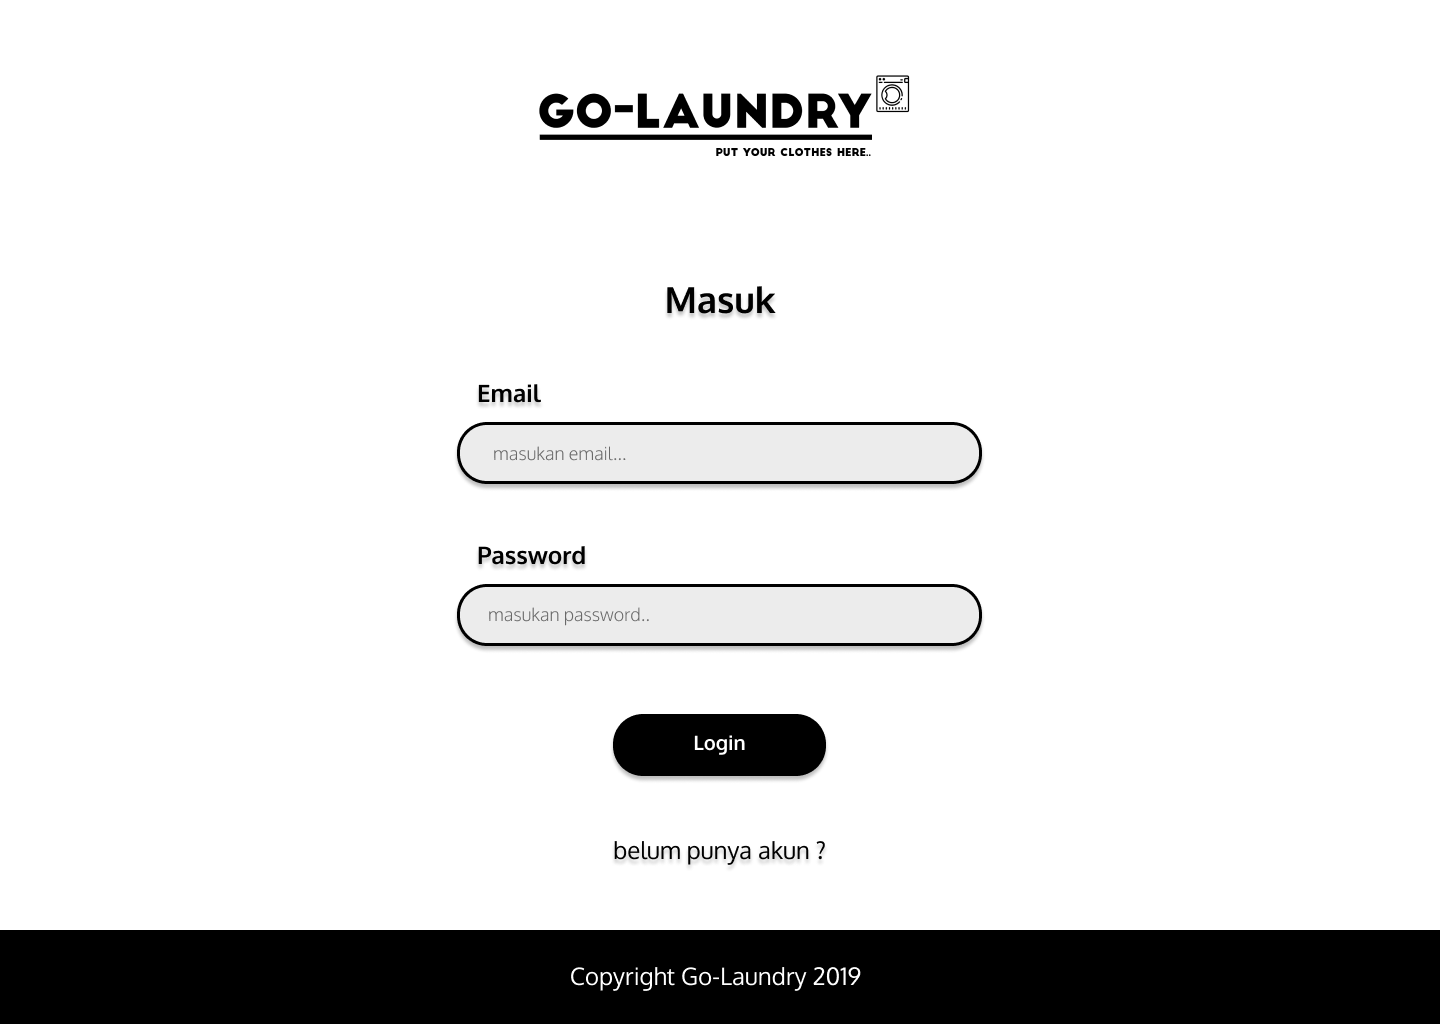 GO-LAUNDRY
PUT YOUR CLOTHES HERE..
Masuk
Email
masukan email...
Password
masukan password..
Login
belum punya akun ?
Copyright Go-Laundry 2019